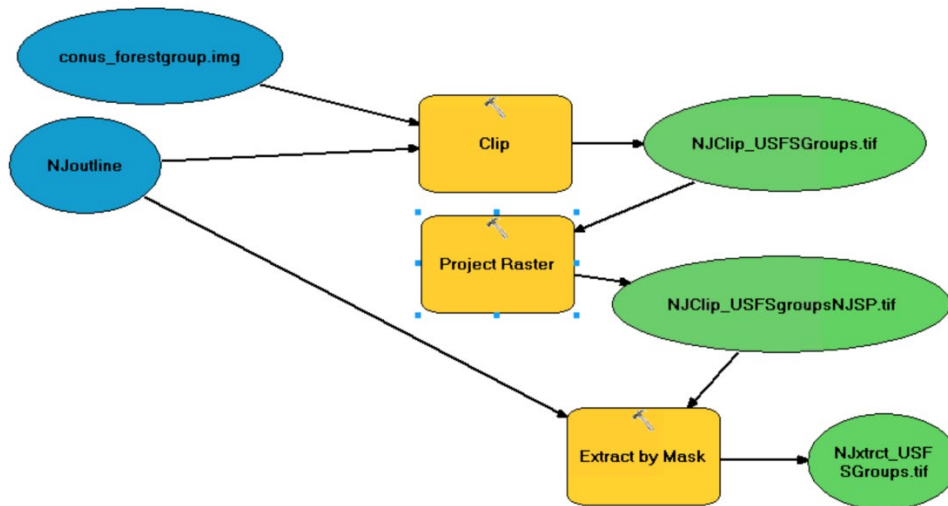 conus_forestgroup.img
NJoutline
Clip
NJClip_USFSGroups.tif
Project Raster
NJClip_USFSgroupsNJSP.tif
Extract by Mask
NJxtrct_USF
SGroups.tif